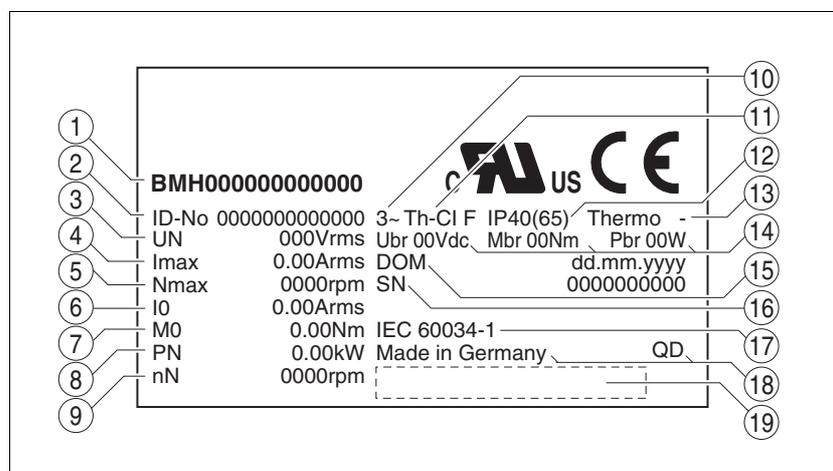 BMH000000000000
C RU US CE
ID-No 0000000000000 3~ Th-CI F IP40(65) Thermo -
UN 000Vrms Ubr 00Vdc Mbr 00Nm Pbr 00W
Imax 0.00Arms DOM dd.mm.yyyy
Nmax 0000rpm SN 0000000000
I0 0.00Arms
M0 0.00Nm IEC 60034-1
PN 0.00kW Made in Germany QD
nN 0000rpm
1
2
3
4
5
6
7
8
9
10
11
12
13
14
15
16
17
18
19